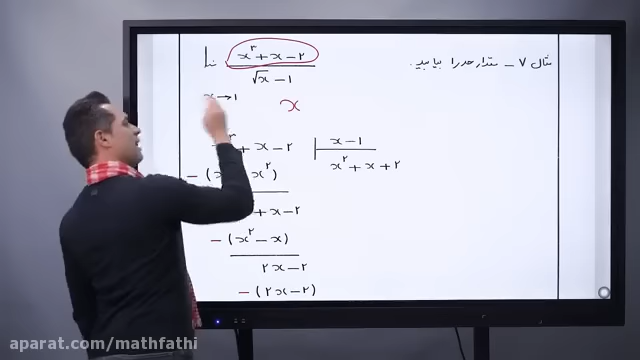 مثال ۷ ـ مقدار حد را بیابید.
x³ + x − ۲
√x − ۱
x → ۱
x
+ x − ۲
x − ۱
x² + x + ۲
− (x x²)
+ x − ۲
− (x² − x)
۲x − ۲
− (۲x − ۲)
aparat.com/mathfathi